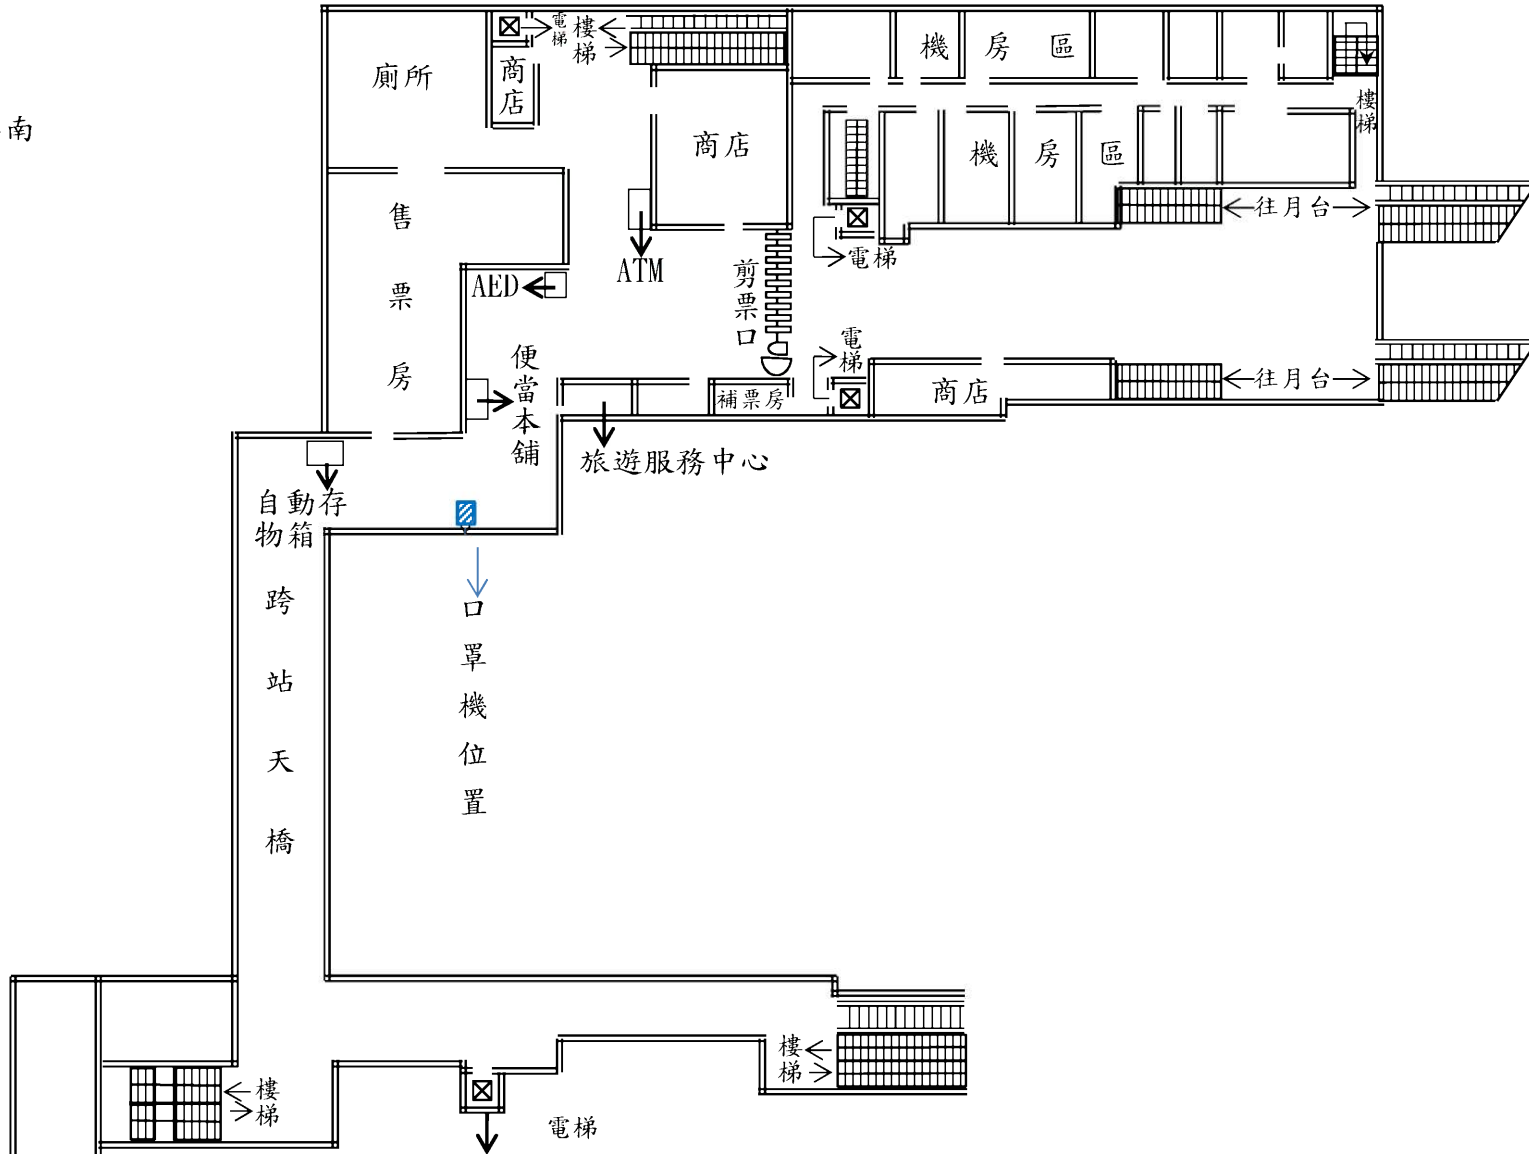 電梯
樓梯
機房區
廁所
商店
樓梯
南
商店
機房區
售票房
往月台
電梯
ATM
AED
剪票口
電梯
便當本舖
往月台
商店
補票房
旅遊服務中心
自動存
物箱
跨站天橋
口罩機位置
樓梯
樓梯
電梯